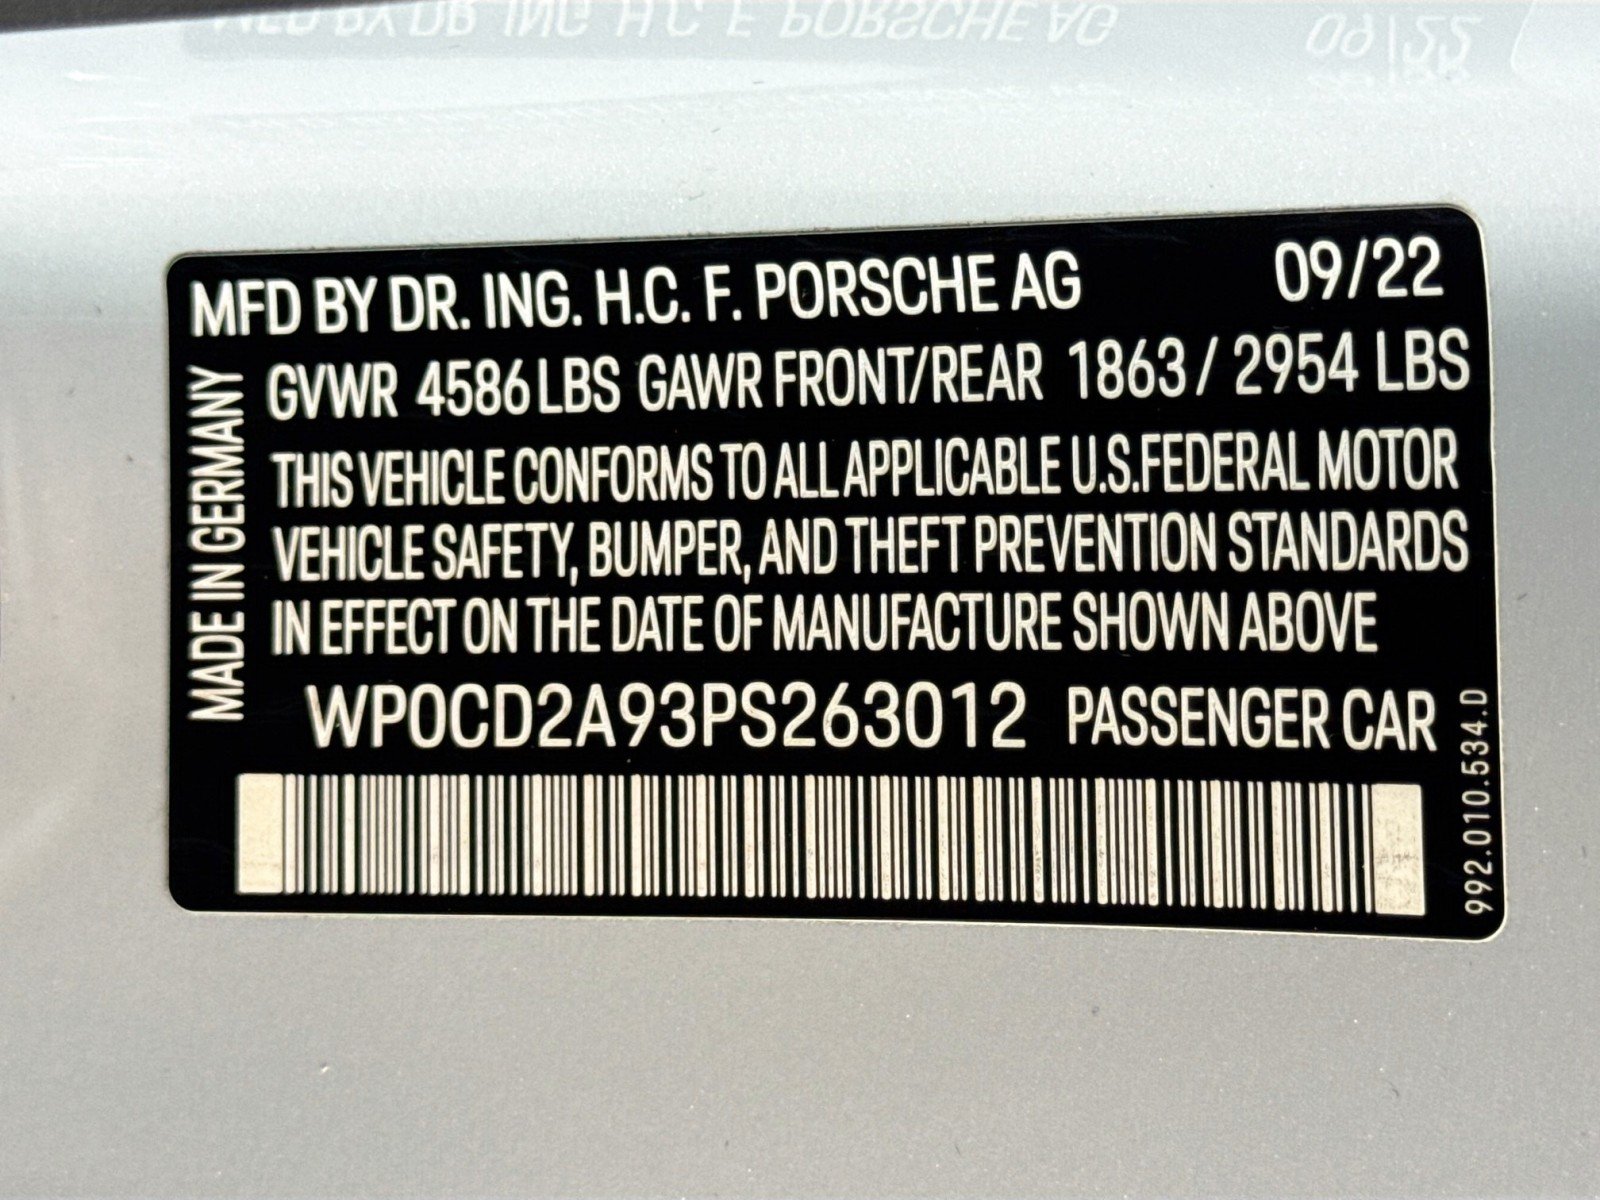 MFD BY DR. ING. H.C. F. PORSCHE AG 09/22
GVWR 4586 LBS GAWR FRONT/REAR 1863 / 2954 LBS
THIS VEHICLE CONFORMS TO ALL APPLICABLE U.S.FEDERAL MOTOR
VEHICLE SAFETY, BUMPER, AND THEFT PREVENTION STANDARDS
IN EFFECT ON THE DATE OF MANUFACTURE SHOWN ABOVE
WP0CD2A93PS263012 PASSENGER CAR
MADE IN GERMANY
992.010.534.D